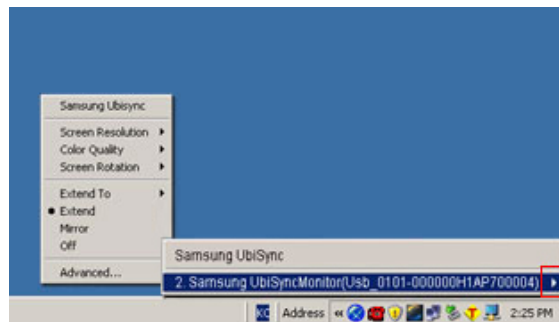 Samsung Ubisync
Screen Resolution
Color Quality
Screen Rotation
Extend To
Extend
Mirror
Off
Advanced...
Samsung UbiSync
2. Samsung UbiSyncMonitor(Usb_0101-000000H1AP700004)
Address
2:25 PM